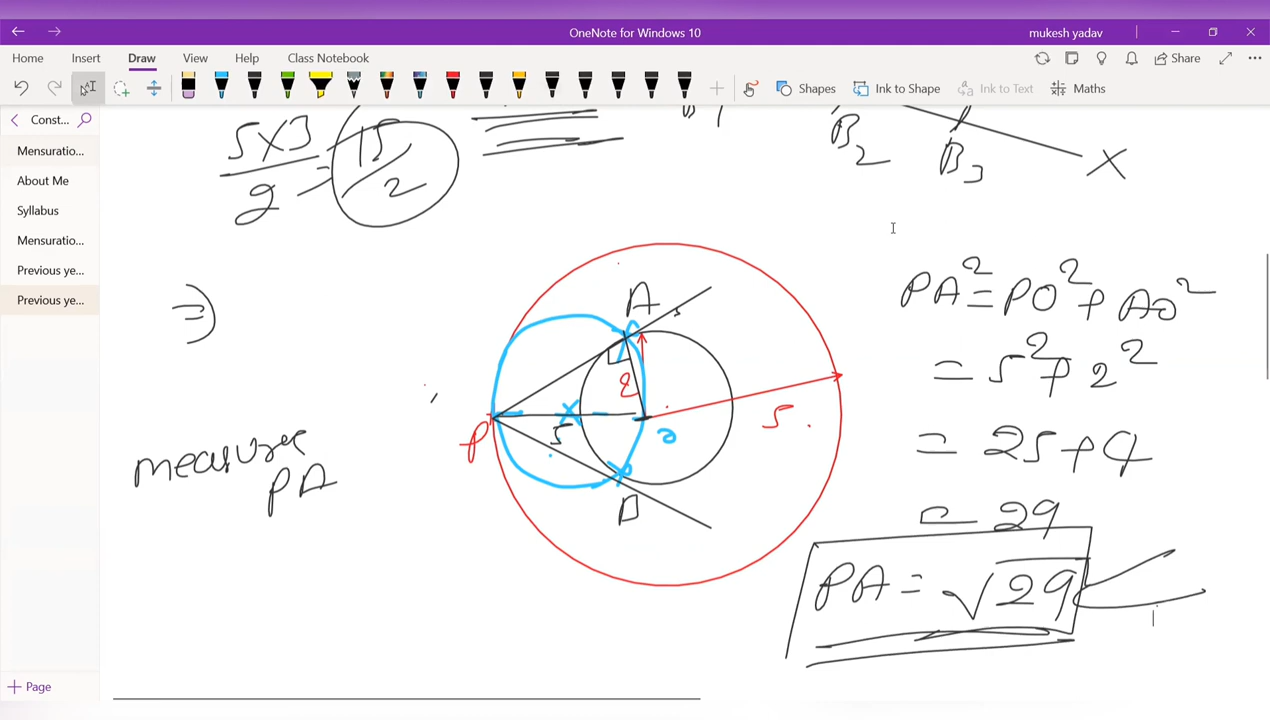 OneNote for Windows 10
mukesh yadav
Home Insert Draw View Help Class Notebook
Share
Shapes Ink to Shape Ink to Text Maths
Const...
Mensuratio...
About Me
Syllabus
Mensuratio...
Previous ye...
Previous ye...
Page
5×3/2 = 15/2
B1
B2
B3
X
⇒
measure
PA
A
2
P
5
O
5
B
PA²=PO²+AO²
= 5²+2²
= 25+4
= 29
PA = √29